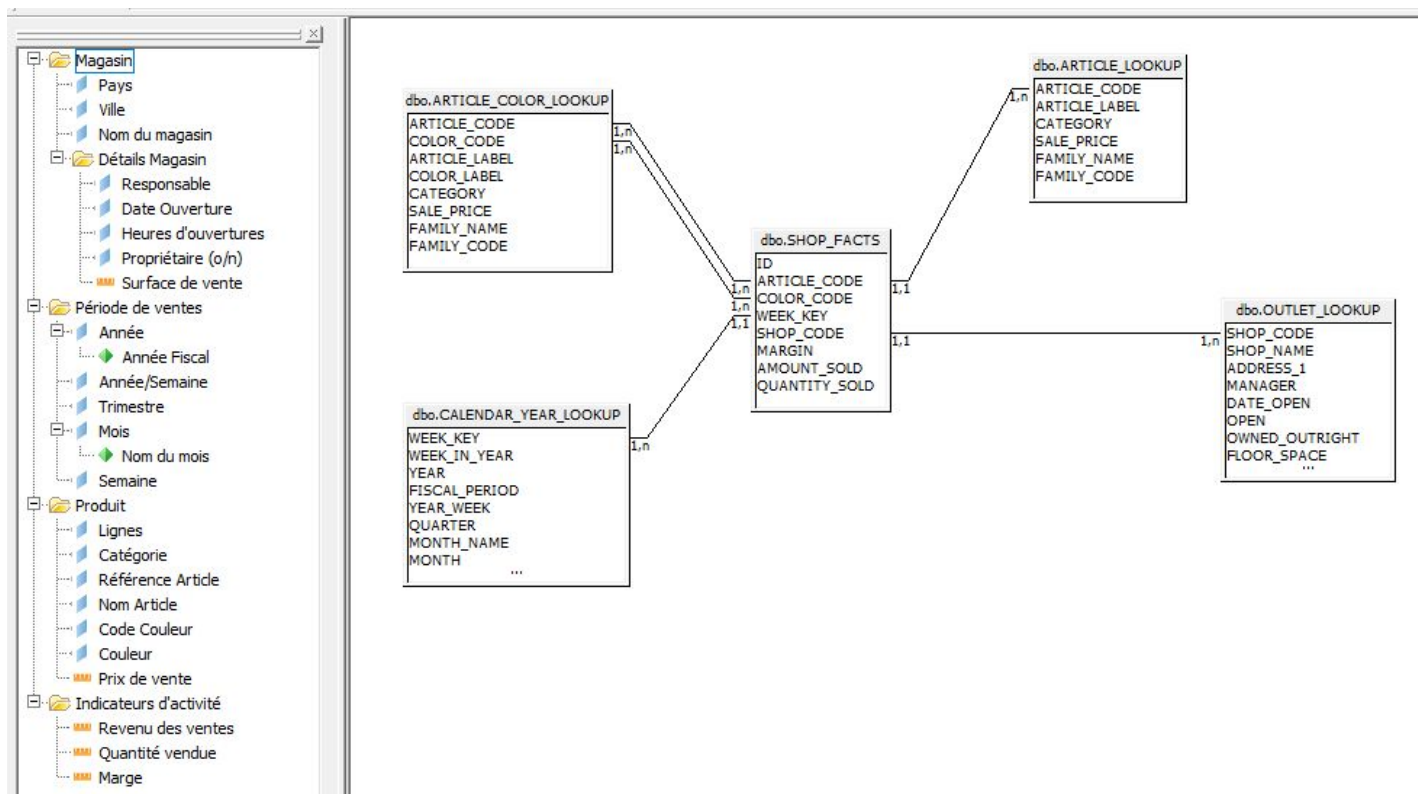 Magasin
Pays
Ville
Nom du magasin
Détails Magasin
Responsable
Date Ouverture
Heures d'ouvertures
Propriétaire (o/n)
Surface de vente
Période de ventes
Année
Année Fiscal
Année/Semaine
Trimestre
Mois
Nom du mois
Semaine
Produit
Lignes
Catégorie
Référence Article
Nom Article
Code Couleur
Couleur
Prix de vente
Indicateurs d'activité
Revenu des ventes
Quantité vendue
Marge
dbo.ARTICLE_COLOR_LOOKUP
ARTICLE_CODE
COLOR_CODE
ARTICLE_LABEL
COLOR_LABEL
CATEGORY
SALE_PRICE
FAMILY_NAME
FAMILY_CODE
1,n
1,n
dbo.CALENDAR_YEAR_LOOKUP
WEEK_KEY
WEEK_IN_YEAR
YEAR
FISCAL_PERIOD
YEAR_WEEK
QUARTER
MONTH_NAME
MONTH
...
1,n
dbo.SHOP_FACTS
ID
ARTICLE_CODE
COLOR_CODE
WEEK_KEY
SHOP_CODE
MARGIN
AMOUNT_SOLD
QUANTITY_SOLD
1,n
1,n
1,1
1,1
1,1
dbo.ARTICLE_LOOKUP
ARTICLE_CODE
ARTICLE_LABEL
CATEGORY
SALE_PRICE
FAMILY_NAME
FAMILY_CODE
1,n
dbo.OUTLET_LOOKUP
SHOP_CODE
SHOP_NAME
ADDRESS_1
MANAGER
DATE_OPEN
OPEN
OWNED_OUTRIGHT
FLOOR_SPACE
...
1,n